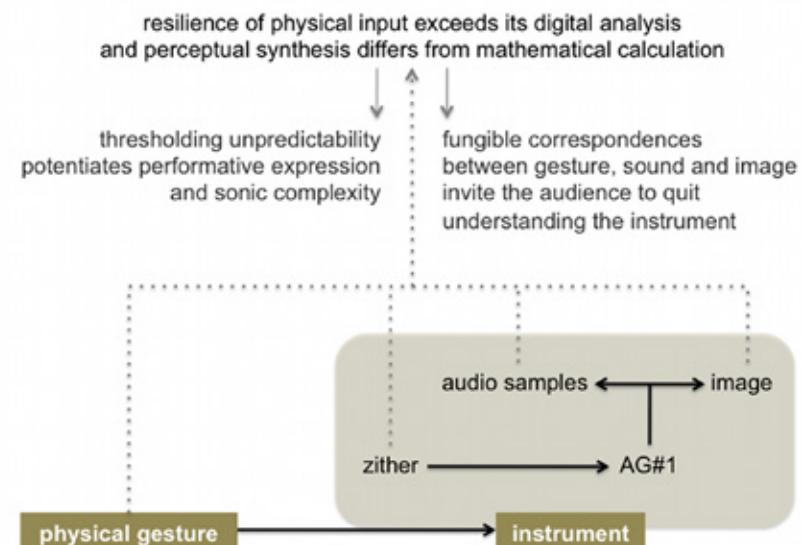 resilience of physical input exceeds its digital analysis
and perceptual synthesis differs from mathematical calculation
thresholding unpredictability
potentiates performative expression
and sonic complexity
fungible correspondences
between gesture, sound and image
invite the audience to quit
understanding the instrument
audio samples
image
zither
AG#1
physical gesture
instrument